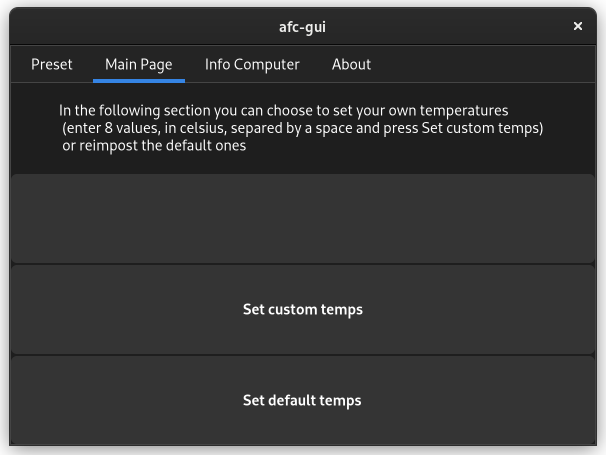 afc-gui
Preset Main Page Info Computer About
In the following section you can choose to set your own temperatures
(enter 8 values, in celsius, separed by a space and press Set custom temps)
or reimpost the default ones
Set custom temps
Set default temps